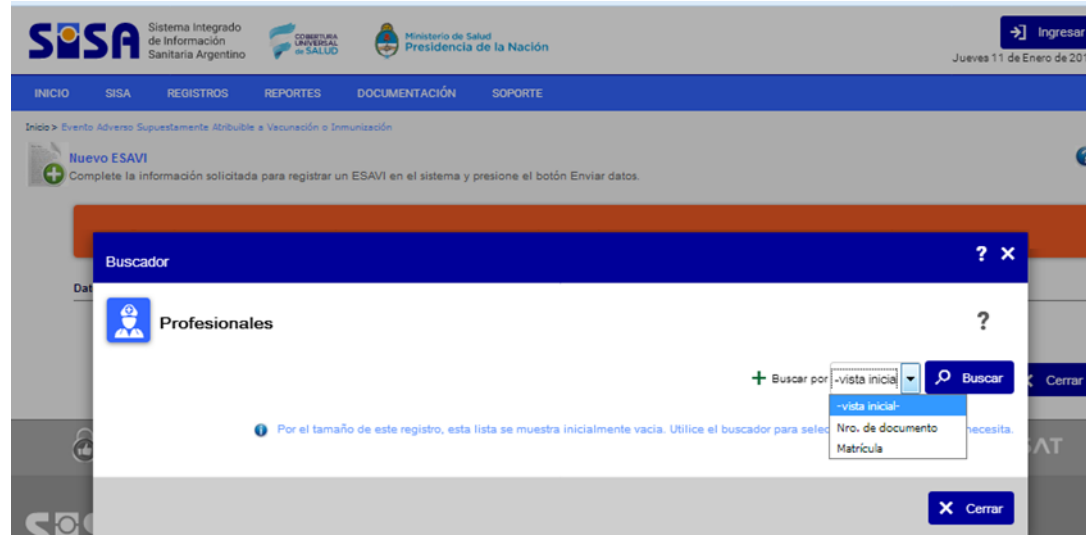 SISA
Sistema Integrado
de Información
Sanitaria Argentino
COBERTURA
UNIVERSAL
de SALUD
Ministerio de Salud
Presidencia de la Nación
Ingresar
Jueves 11 de Enero de 201
INICIO SISA REGISTROS REPORTES DOCUMENTACIÓN SOPORTE
Inicio > Evento Adverso Supuestamente Atribuible a Vacunación o Inmunización
Nuevo ESAVI
Complete la información solicitada para registrar un ESAVI en el sistema y presione el botón Enviar datos.
Buscador ? ×
Dat
Profesionales ?
+ Buscar por -vista inicia Buscar
Cerrar
-vista inicial-
Nro. de documento
Matrícula
Por el tamaño de este registro, esta lista se muestra inicialmente vacia. Utilice el buscador para selec necesita.
Cerrar